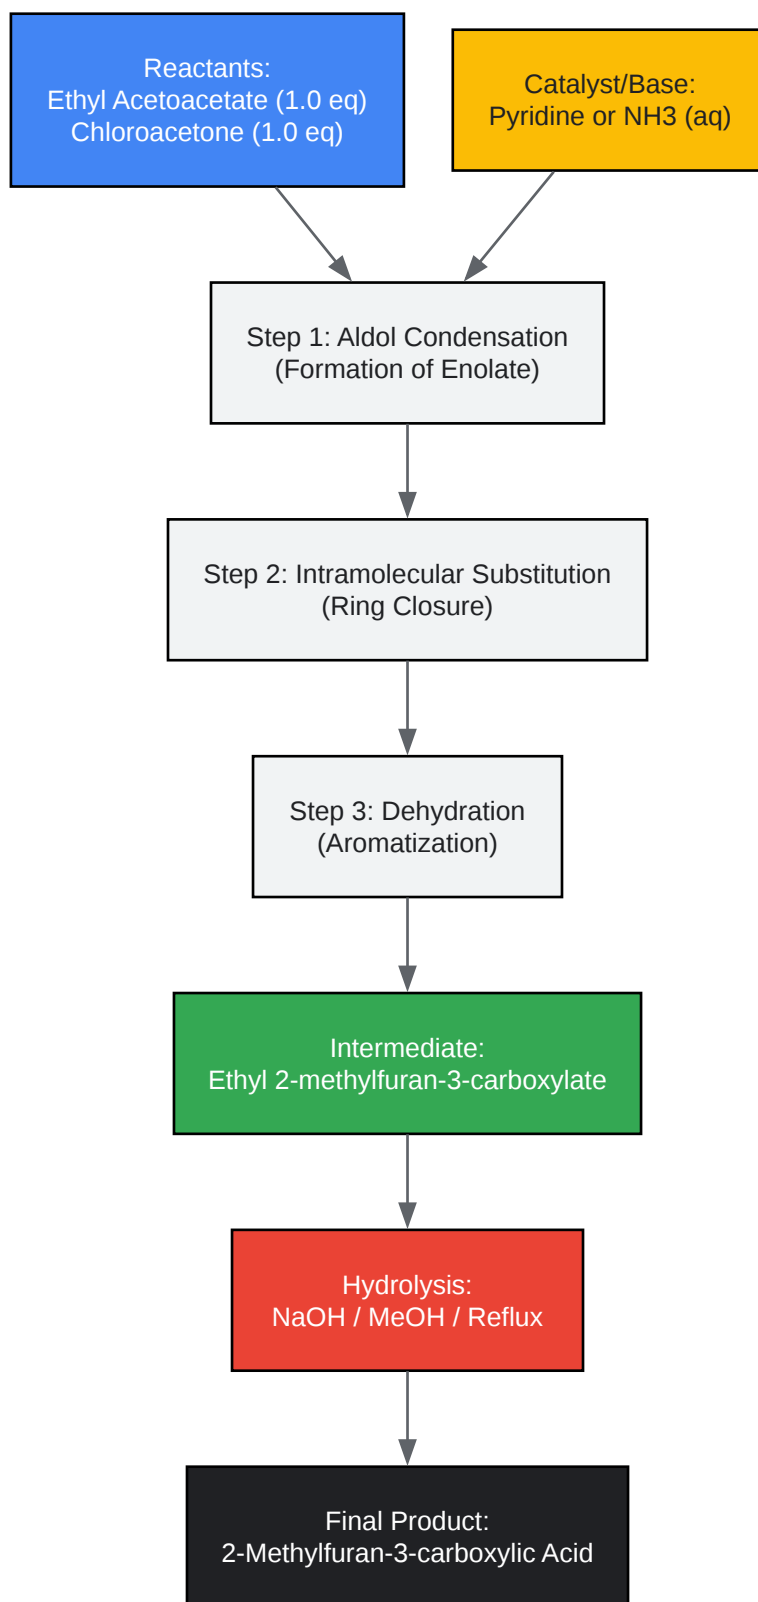 Reactants:
Ethyl Acetoacetate (1.0 eq)
Chloroacetone (1.0 eq)
Catalyst/Base:
Pyridine or NH3 (aq)
Step 1: Aldol Condensation
(Formation of Enolate)
Step 2: Intramolecular Substitution
(Ring Closure)
Step 3: Dehydration
(Aromatization)
Intermediate:
Ethyl 2-methylfuran-3-carboxylate
Hydrolysis:
NaOH / MeOH / Reflux
Final Product:
2-Methylfuran-3-carboxylic Acid